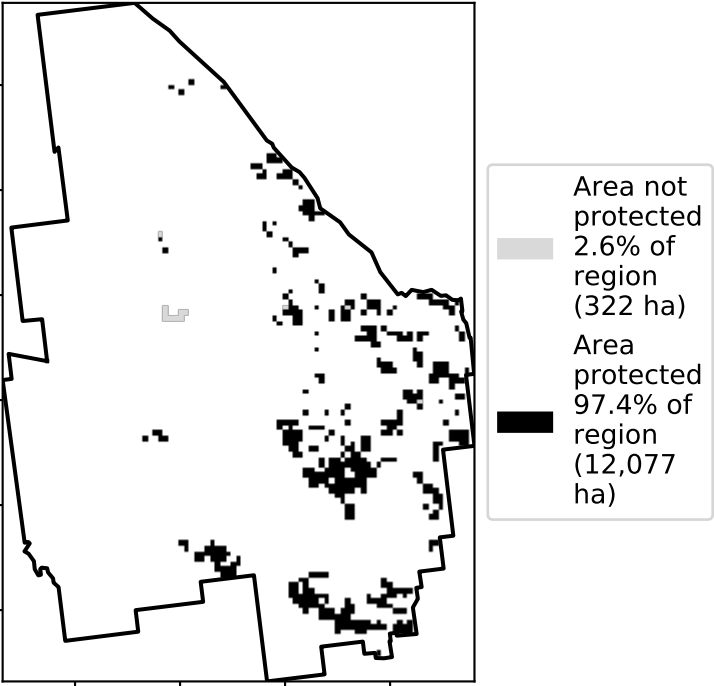 Area not
protected
2.6% of
region
(322 ha)
Area
protected
97.4% of
region
(12,077
ha)